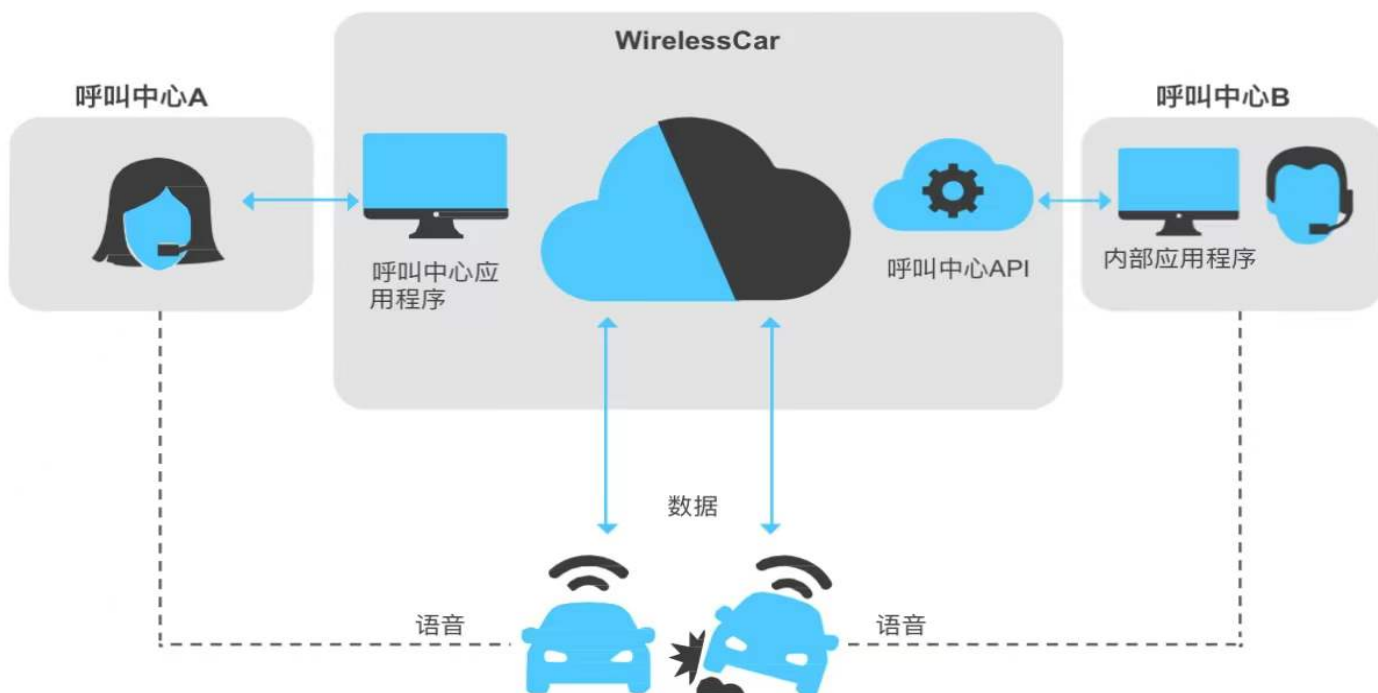 WirelessCar
呼叫中心A
呼叫中心B
呼叫中心应
用程序
呼叫中心API
内部应用程序
数据
语音
语音